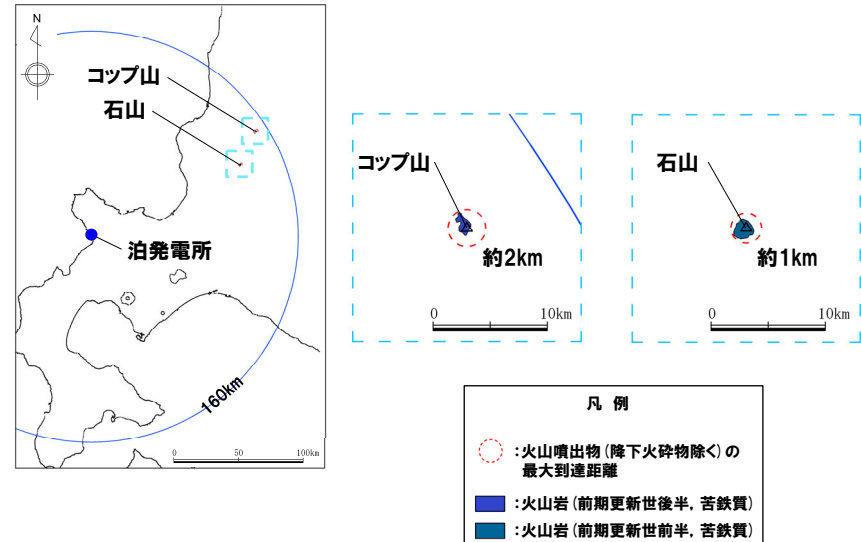 N
コップ山
石山
泊発電所
160km
0 50 100km
コップ山
約2km
0 10km
石山
約1km
0 10km
凡 例
:火山噴出物(降下火砕物除く)の
最大到達距離
:火山岩(前期更新世後半, 苦鉄質)
:火山岩(前期更新世前半, 苦鉄質)